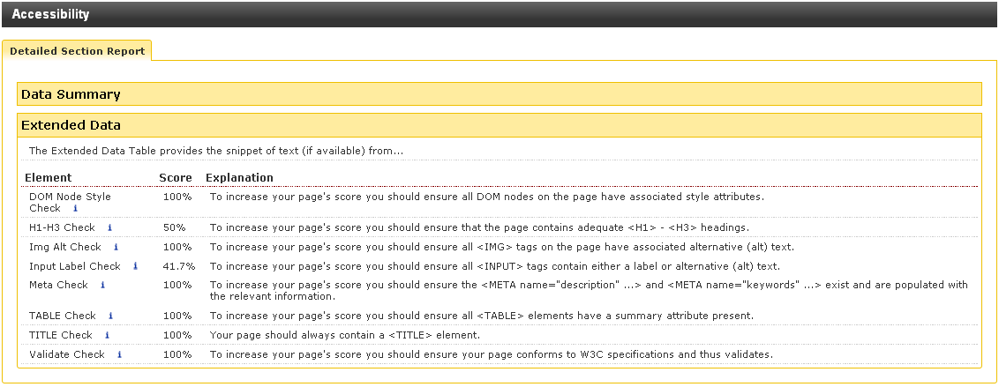 Accessibility
Detailed Section Report
Data Summary
Extended Data
The Extended Data Table provides the snippet of text (if available) from...
Element Score Explanation
DOM Node Style Check i 100% To increase your page's score you should ensure all DOM nodes on the page have associated style attributes.
H1-H3 Check i 50% To increase your page's score you should ensure that the page contains adequate <H1> - <H3> headings.
Img Alt Check i 100% To increase your page's score you should ensure all <IMG> tags on the page have associated alternative (alt) text.
Input Label Check i 41.7% To increase your page's score you should ensure all <INPUT> tags contain either a label or alternative (alt) text.
Meta Check i 100% To increase your page's score you should ensure the <META name="description" ...> and <META name="keywords" ...> exist and are populated with
the relevant information.
TABLE Check i 100% To increase your page's score you should ensure all <TABLE> elements have a summary attribute present.
TITLE Check i 100% Your page should always contain a <TITLE> element.
Validate Check i 100% To increase your page's score you should ensure your page conforms to W3C specifications and thus validates.